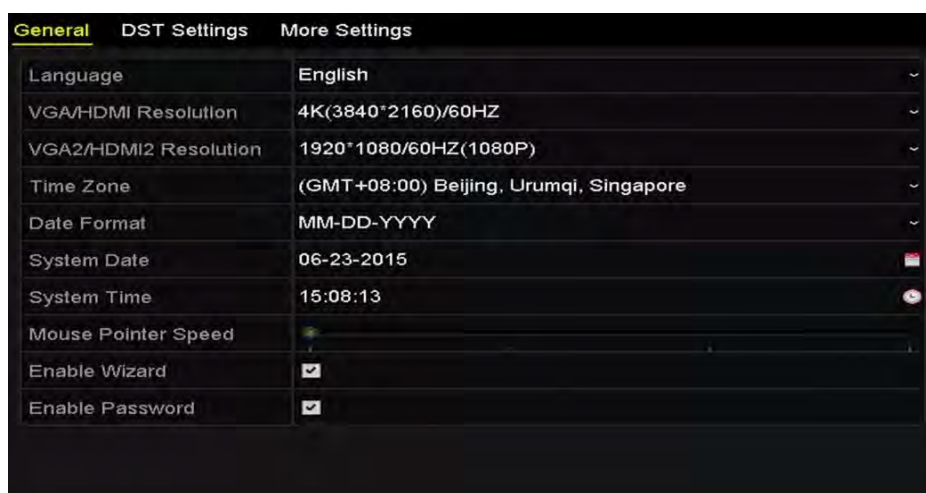 General DST Settings More Settings
Language English
VGA/HDMI Resolution 4K(3840*2160)/60HZ
VGA2/HDMI2 Resolution 1920*1080/60HZ(1080P)
Time Zone (GMT+08:00) Beijing, Urumqi, Singapore
Date Format MM-DD-YYYY
System Date 06-23-2015
System Time 15:08:13
Mouse Pointer Speed
Enable Wizard
Enable Password